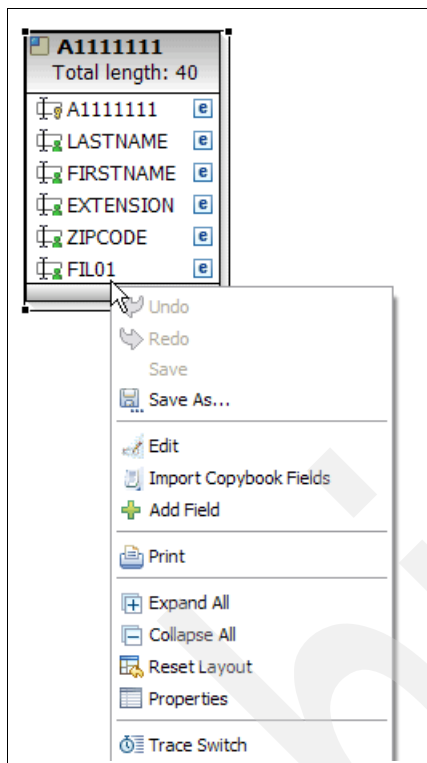 A1111111
Total length: 40
A1111111 e
LASTNAME e
FIRSTNAME e
EXTENSION e
ZIPCODE e
FIL01 e
Undo
Redo
Save
Save As...
Edit
Import Copybook Fields
Add Field
Print
Expand All
Collapse All
Reset Layout
Properties
Trace Switch